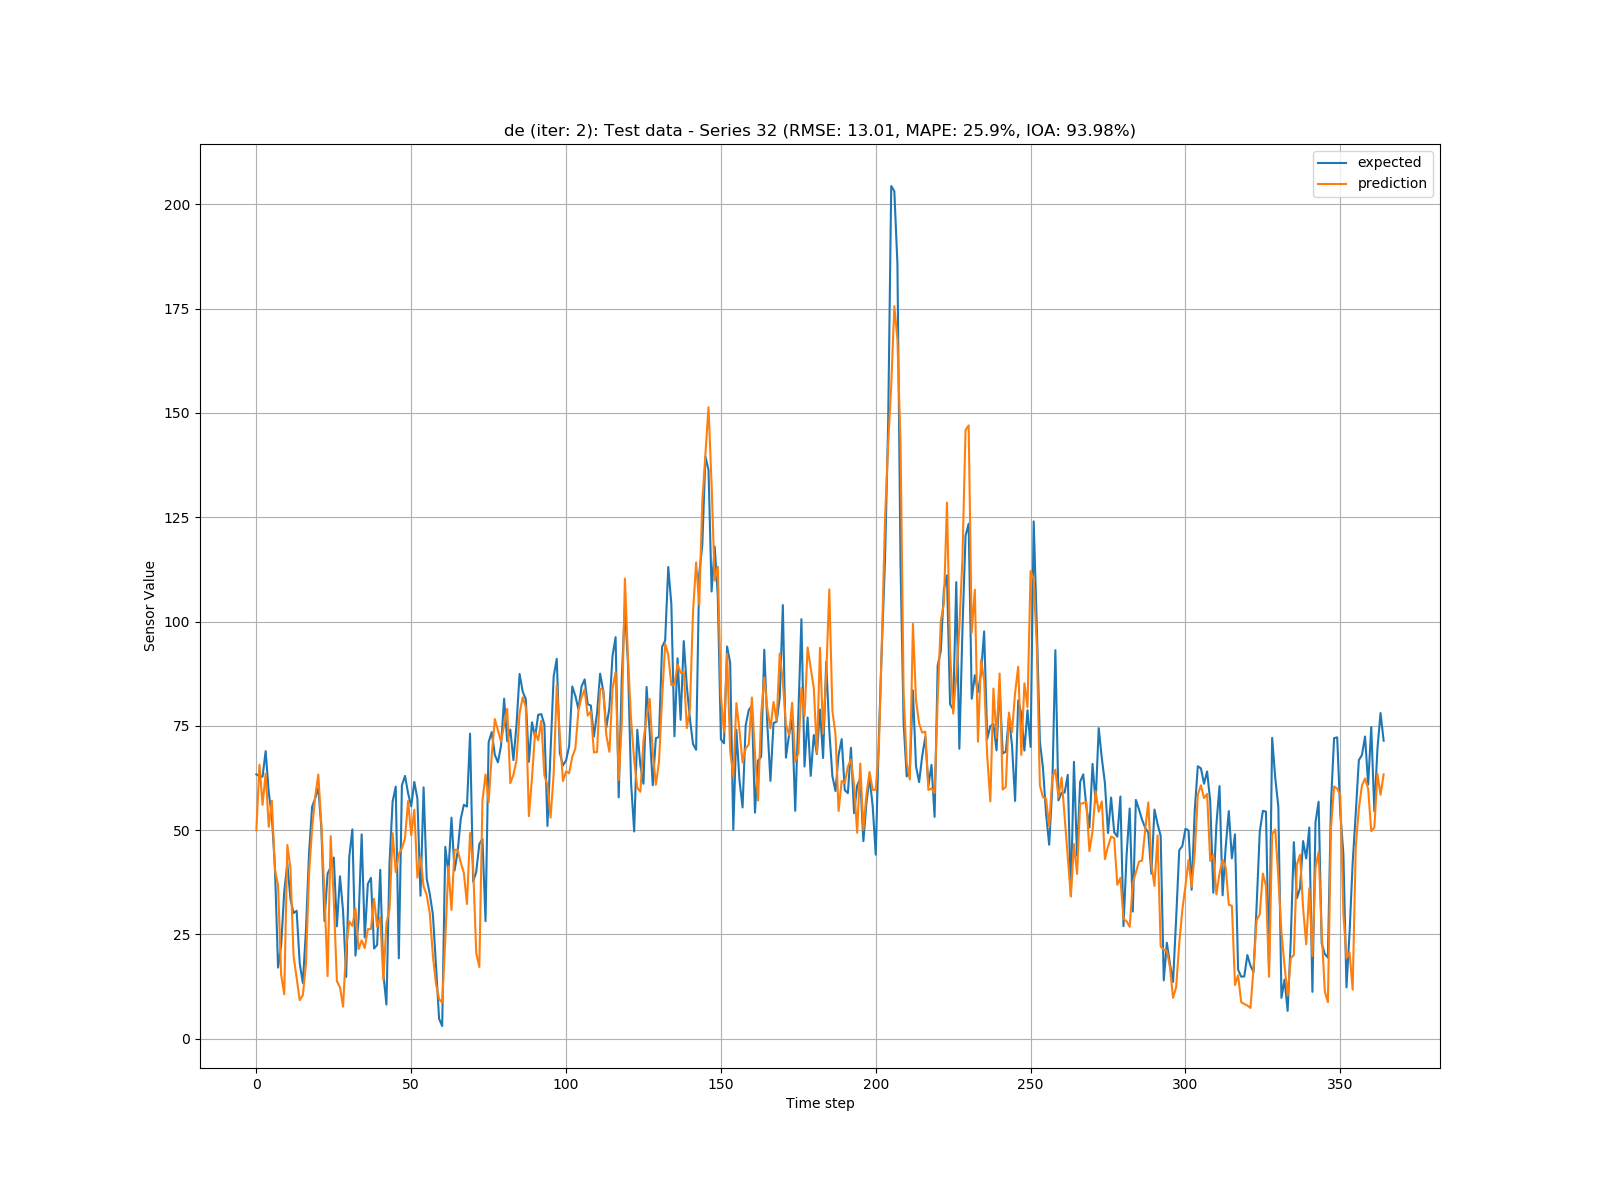 de (iter: 2): Test data - Series 32 (RMSE: 13.01, MAPE: 25.9%, IOA: 93.98%)
expected
prediction
200
175
150
125
100
75
50
25
0
Sensor Value
0 50 100 150 200 250 300 350
Time step